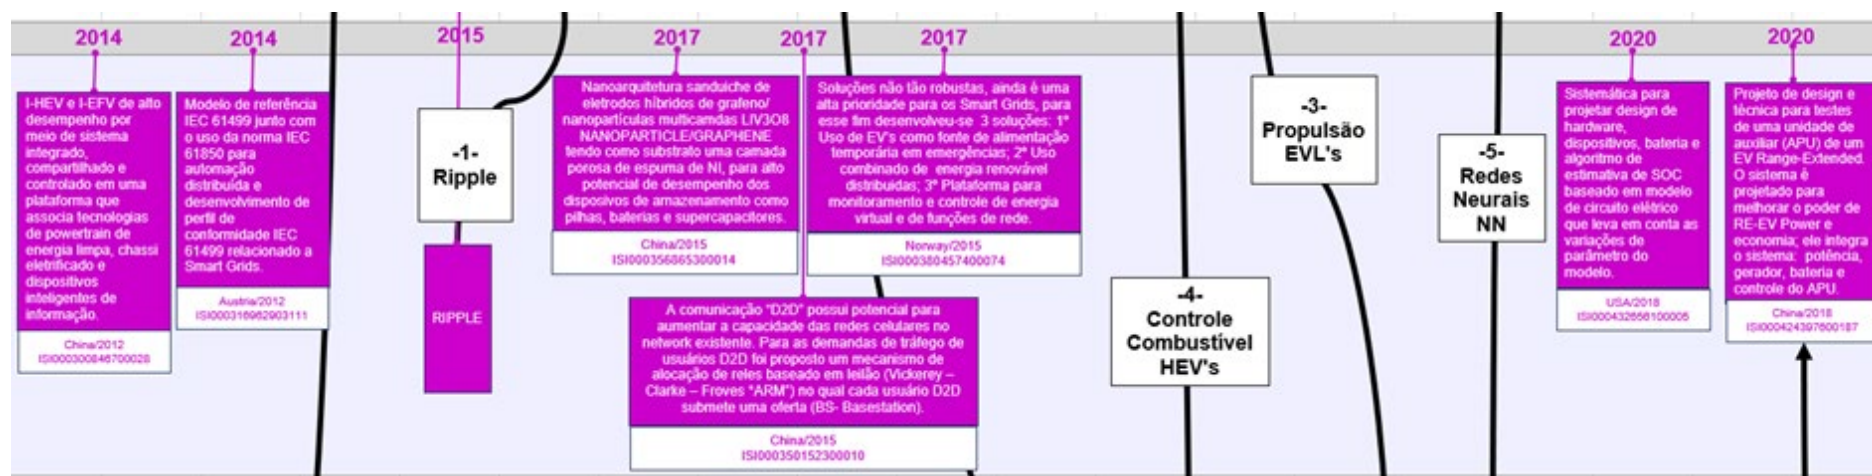 2014
I-HEV e I-EFV de alto
desempenho por
meio de sistema
integrado,
compartilhado e
controlado em uma
plataforma que
associa tecnologias
de powertrain de
energia limpa, chassi
eletrificado e
dispositivos
inteligentes de
informação.
China/2012
ISI000300846700028
2014
Modelo de referência
IEC 61499 junto com
o uso da norma IEC
61850 para
automação
distribuída e
desenvolvimento de
perfil de
conformidade IEC
61499 relacionado a
Smart Grids.
Austria/2012
ISI000316962903111
2015
-1-
Ripple
RIPPLE
2017
Nanoarquitetura sanduiche de
eletrodos híbridos de grafeno/
nanopartículas multicamdas LIV3O8
NANOPARTICLE/GRAPHENE
tendo como substrato uma camada
porosa de espuma de NI, para alto
potencial de desempenho dos
disposivos de armazenamento como
pilhas, baterias e supercapacitores.
China/2015
ISI000356865300014
2017
A comunicação "D2D" possui potencial para
aumentar a capacidade das redes celulares no
network existente. Para as demandas de tráfego de
usuários D2D foi proposto um mecanismo de
alocação de reles baseado em leilão (Vickerey –
Clarke – Froves "ARM") no qual cada usuário D2D
submete uma oferta (BS- Basestation).
China/2015
ISI000350152300010
2017
Soluções não tão robustas, ainda é uma
alta prioridade para os Smart Grids, para
esse fim desenvolveu-se 3 soluções: 1ª
Uso de EV's como fonte de alimentação
temporária em emergências; 2ª Uso
combinado de energia renovável
distribuidas; 3ª Plataforma para
monitoramento e controle de energia
virtual e de funções de rede.
Norway/2015
ISI000380457400074
-4-
Controle
Combustível
HEV's
-3-
Propulsão
EVL's
-5-
Redes
Neurais
NN
2020
Sistemática para
projetar design de
hardware,
dispositivos, bateria e
algoritmo de
estimativa de SOC
baseado em modelo
de circuito elétrico
que leva em conta as
variações de
parâmetro do
modelo.
USA/2018
ISI000432656100006
2020
Projeto de design e
técnica para testes
de uma unidade de
auxiliar (APU) de um
EV Range-Extended.
O sistema é
projetado para
melhorar o poder de
RE-EV Power e
economia; ele integra
o sistema: potência,
gerador, bateria e
controle do APU.
China/2018
ISI000424397600187